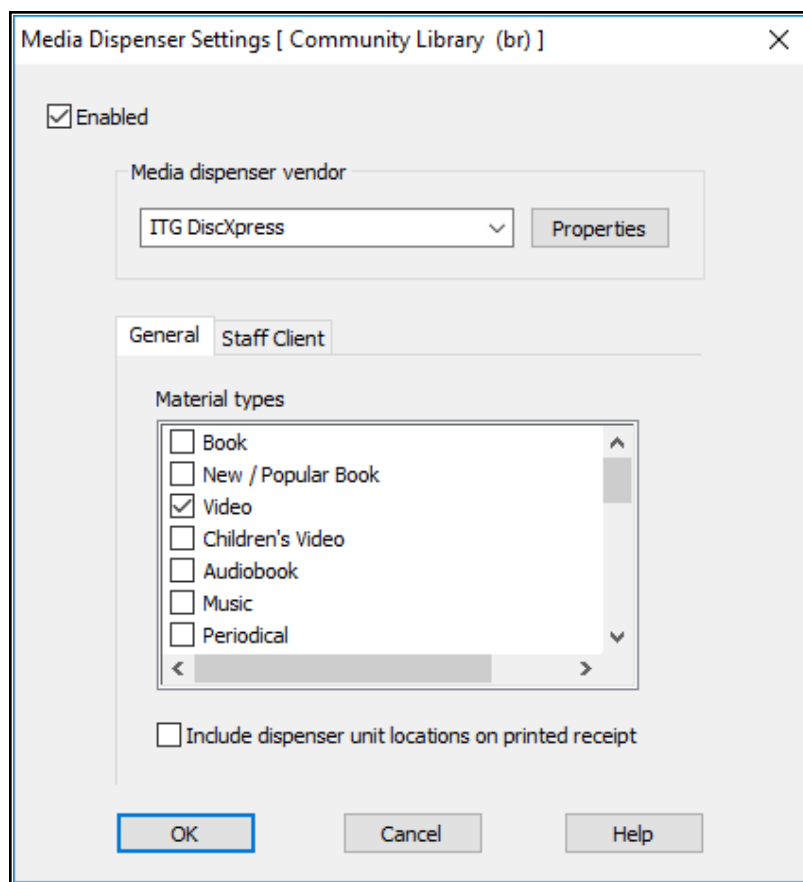 Media Dispenser Settings [ Community Library  (br) ]
Enabled
Media dispenser vendor
ITG DiscXpress
Properties
General
Staff Client
Material types
Book
New / Popular Book
Video
Children's Video
Audiobook
Music
Periodical
Include dispenser unit locations on printed receipt
OK
Cancel
Help